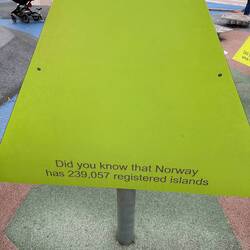 Did you know that Norway
has 239,057 registered islands